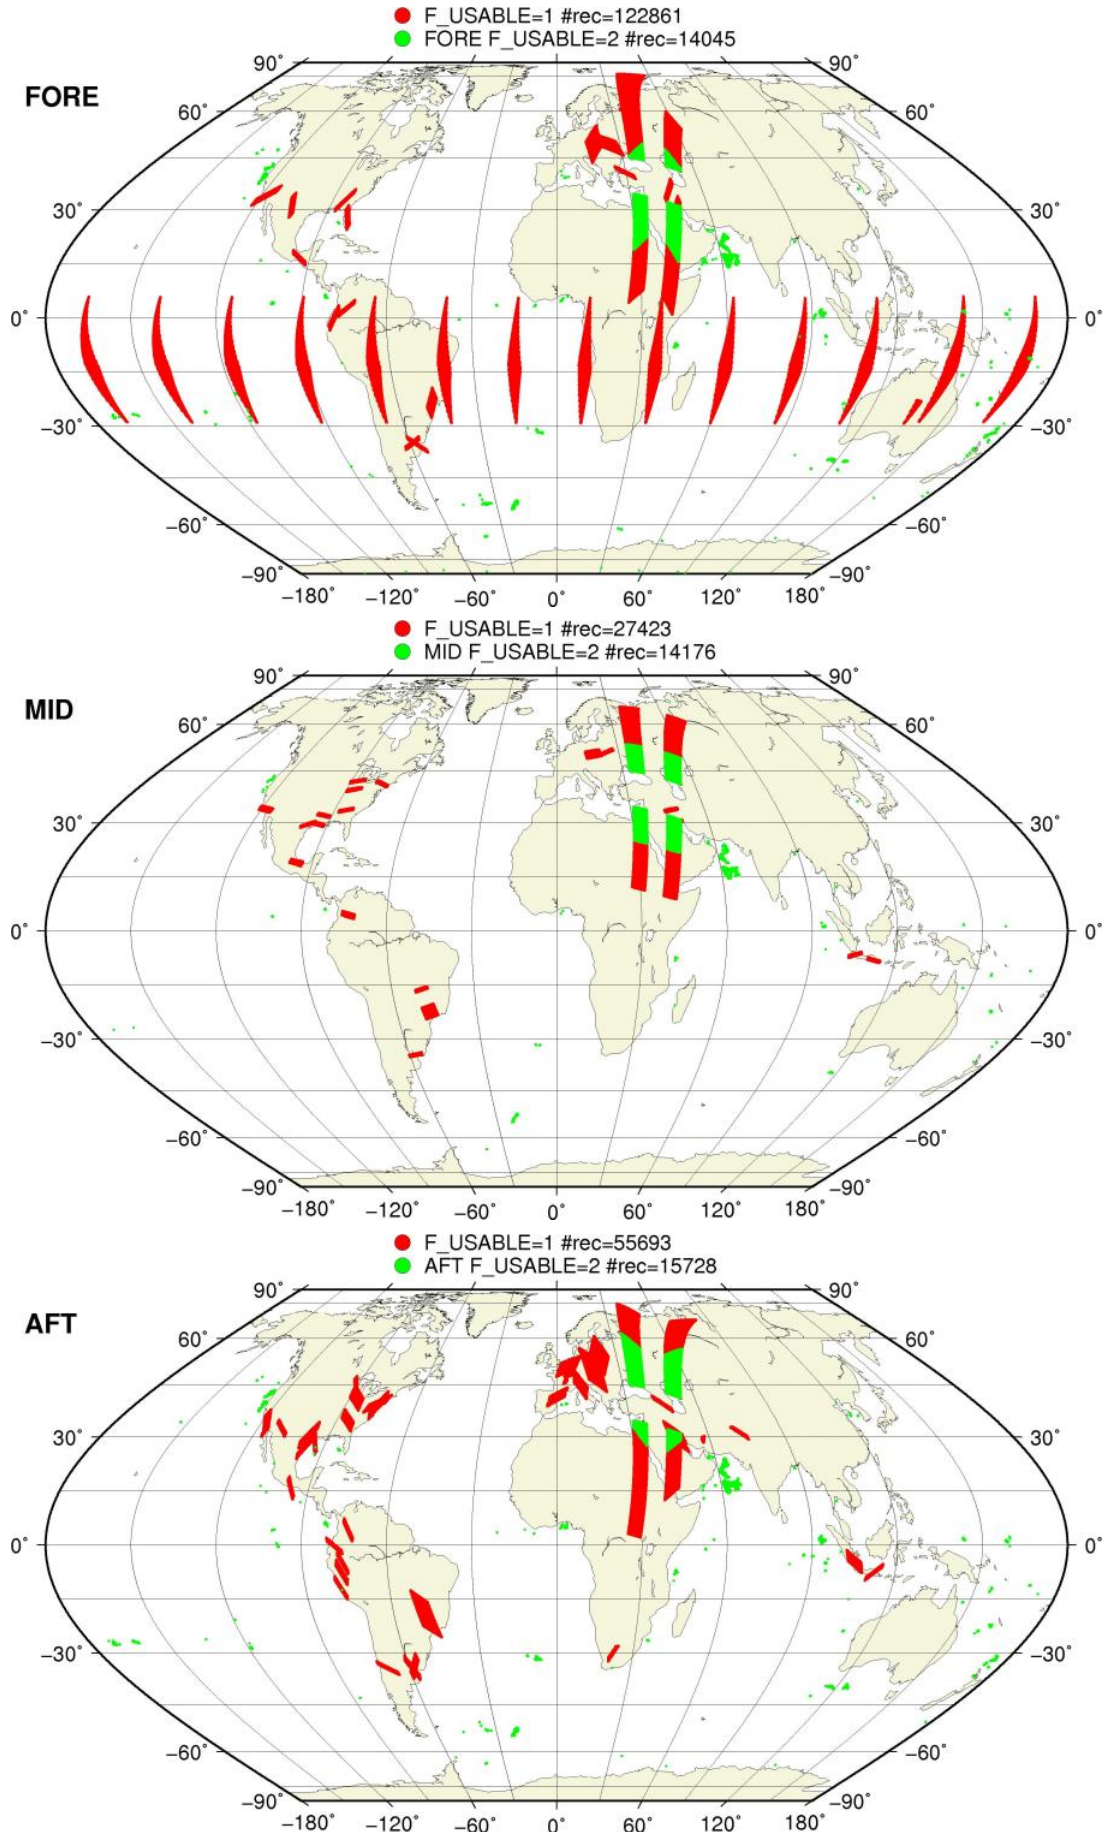 F_USABLE=1 #rec=122861
FORE F_USABLE=2 #rec=14045
FORE
90˚ 90˚
60˚ 60˚
30˚ 30˚
0˚ 0˚
−30˚ −30˚
−60˚ −60˚
−90˚ −90˚
−180˚ −120˚ −60˚ 0˚ 60˚ 120˚ 180˚
F_USABLE=1 #rec=27423
MID F_USABLE=2 #rec=14176
MID
90˚ 90˚
60˚ 60˚
30˚ 30˚
0˚ 0˚
−30˚ −30˚
−60˚ −60˚
−90˚ −90˚
−180˚ −120˚ −60˚ 0˚ 60˚ 120˚ 180˚
F_USABLE=1 #rec=55693
AFT F_USABLE=2 #rec=15728
AFT
90˚ 90˚
60˚ 60˚
30˚ 30˚
0˚ 0˚
−30˚ −30˚
−60˚ −60˚
−90˚ −90˚
−180˚ −120˚ −60˚ 0˚ 60˚ 120˚ 180˚